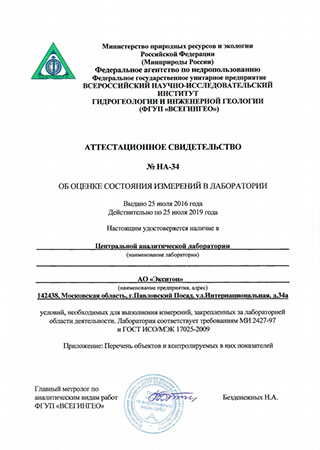 Министерство природных ресурсов и экологии
Российской Федерации
(Минприроды России)
Федеральное агентство по недропользованию
Федеральное государственное унитарное предприятие
ВСЕРОССИЙСКИЙ НАУЧНО-ИССЛЕДОВАТЕЛЬСКИЙ
ИНСТИТУТ
ГИДРОГЕОЛОГИИ И ИНЖЕНЕРНОЙ ГЕОЛОГИИ
(ФГУП «ВСЕГИНГЕО»)
АТТЕСТАЦИОННОЕ СВИДЕТЕЛЬСТВО
№ НА-34
ОБ ОЦЕНКЕ СОСТОЯНИЯ ИЗМЕРЕНИЙ В ЛАБОРАТОРИИ
Выдано 25 июля 2016 года
Действительно по 25 июля 2019 года
Настоящим удостоверяется наличие в
Центральной аналитической лаборатории
(наименование лаборатории)
АО «Экситон»
(наименование предприятия, адрес)
142438, Московская область, г.Павловский Посад, ул.Интернациональная, д.34а
условий, необходимых для выполнения измерений, закрепленных за лабораторией
области деятельности. Лаборатория соответствует требованиям МИ 2427-97
и ГОСТ ИСО/МЭК 17025-2009
Приложение: Перечень объектов и контролируемых в них показателей
Главный метролог по
аналитическим видам работ
ФГУП «ВСЕГИНГЕО»
Безденежных Н.А.